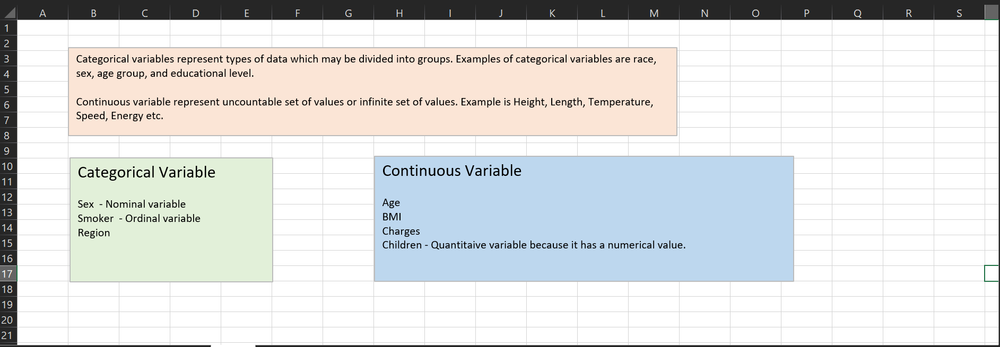 A B C D E F G H I J K L M N O P Q R S
1
2
3
4
5
6
7
8
9
10
11
12
13
14
15
16
17
18
19
20
21
Categorical variables represent types of data which may be divided into groups. Examples of categorical variables are race,
sex, age group, and educational level.
Continuous variable represent uncountable set of values or infinite set of values. Example is Height, Length, Temperature,
Speed, Energy etc.
Categorical Variable
Sex  - Nominal variable
Smoker  - Ordinal variable
Region
Continuous Variable
Age
BMI
Charges
Children - Quantitaive variable because it has a numerical value.